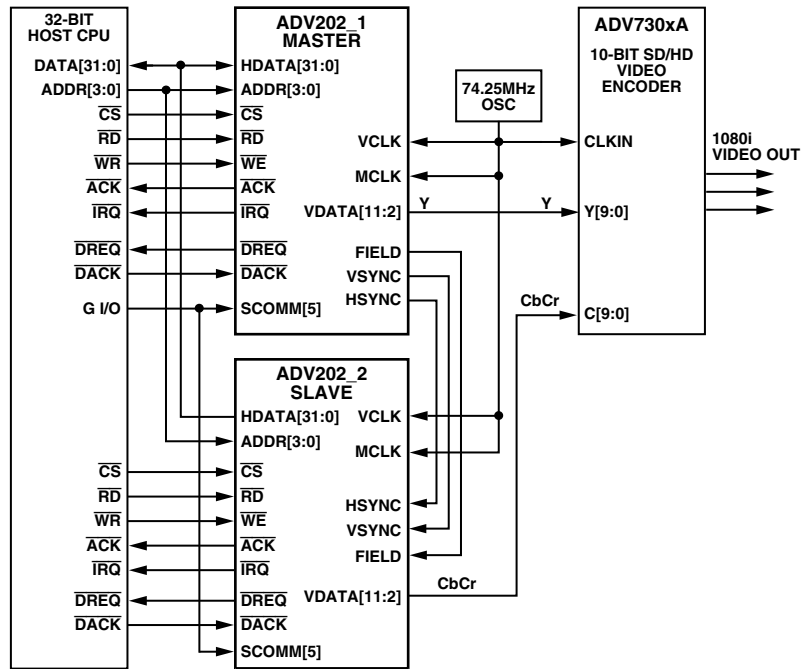 32-BIT
HOST CPU
DATA[31:0]
ADDR[3:0]
CS
RD
WR
ACK
IRQ
DREQ
DACK
G I/O
CS
RD
WR
ACK
IRQ
DREQ
DACK
ADV202_1
MASTER
HDATA[31:0]
ADDR[3:0]
CS
RD
WE
ACK
IRQ
DREQ
DACK
SCOMM[5]
VCLK
MCLK
VDATA[11:2]
FIELD
VSYNC
HSYNC
ADV202_2
SLAVE
HDATA[31:0]
ADDR[3:0]
CS
RD
WE
ACK
IRQ
DREQ
DACK
SCOMM[5]
VCLK
MCLK
HSYNC
VSYNC
FIELD
VDATA[11:2]
74.25MHz
OSC
Y
Y
CbCr
CbCr
ADV730xA
10-BIT SD/HD
VIDEO
ENCODER
CLKIN
Y[9:0]
C[9:0]
1080i
VIDEO OUT